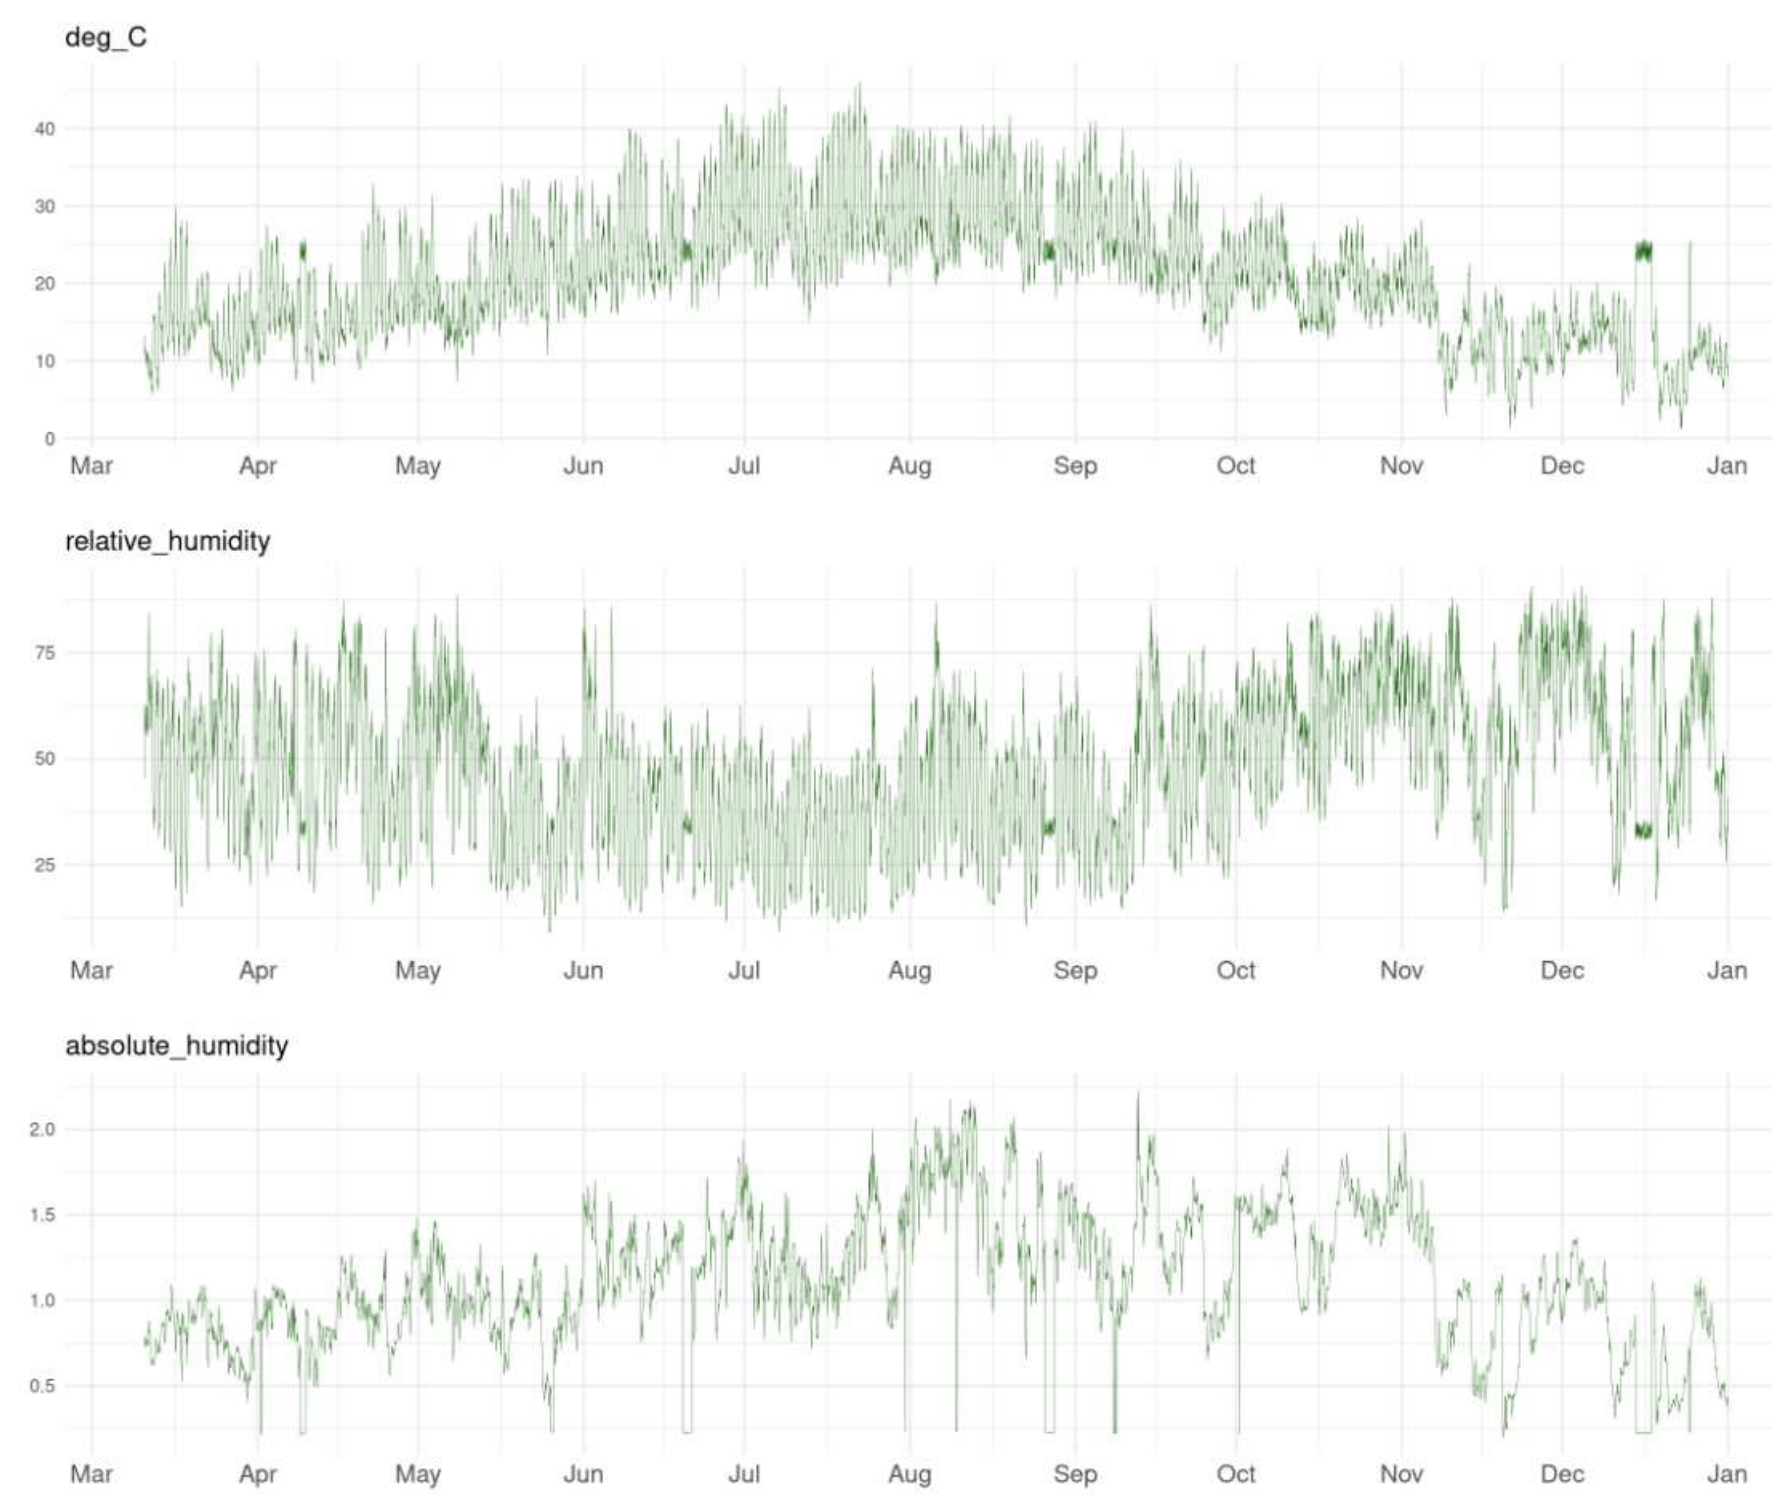 deg_C
40
30
20
10
0
Mar Apr May Jun Jul Aug Sep Oct Nov Dec Jan
relative_humidity
75
50
25
Mar Apr May Jun Jul Aug Sep Oct Nov Dec Jan
absolute_humidity
2.0
1.5
1.0
0.5
Mar Apr May Jun Jul Aug Sep Oct Nov Dec Jan